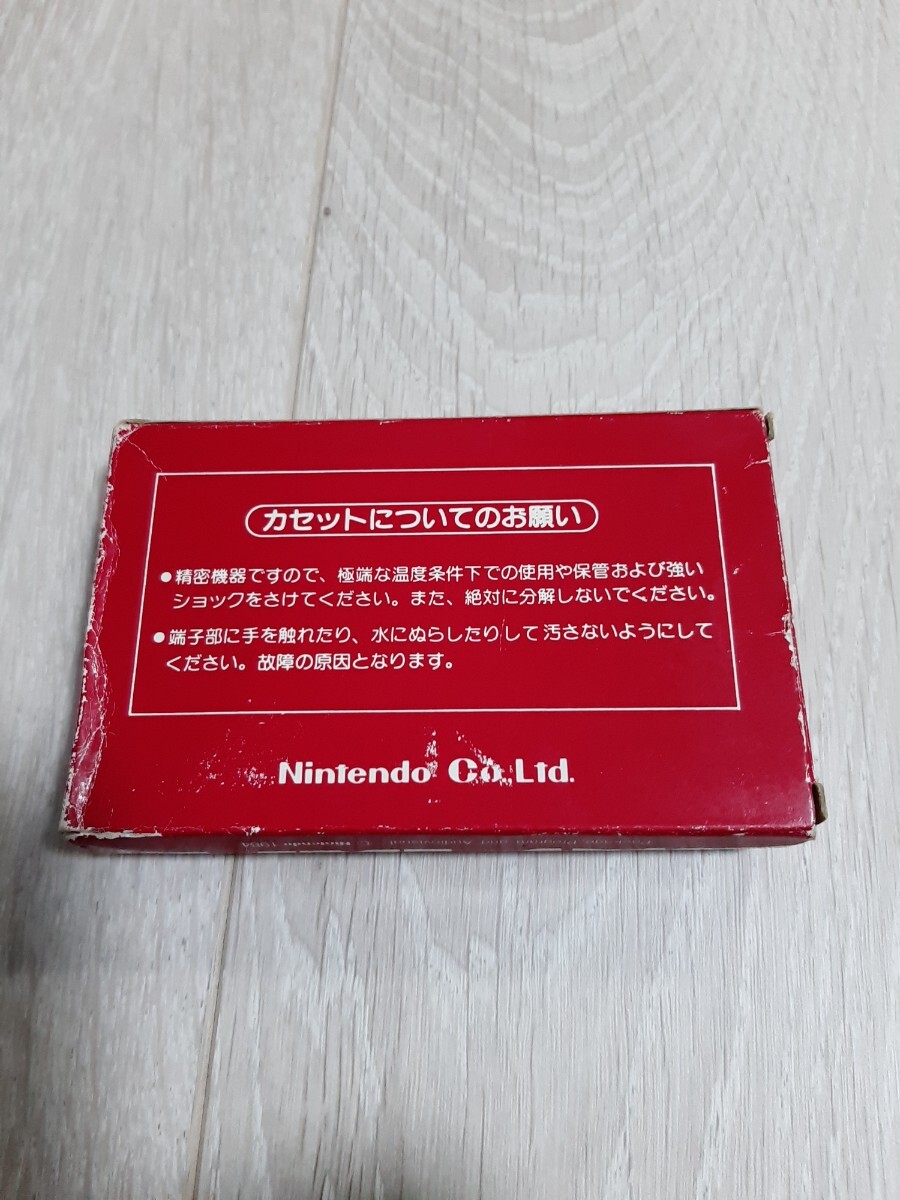 カセットについてのお願い
●精密機器ですので、極端な温度条件下での使用や保管および強い
ショックをさけてください。また、絶対に分解しないでください。
●端子部に手を触れたり、水にぬらしたりして汚さないようにして
ください。故障の原因となります。
Nintendo Co.,Ltd.
Nintendo 1984